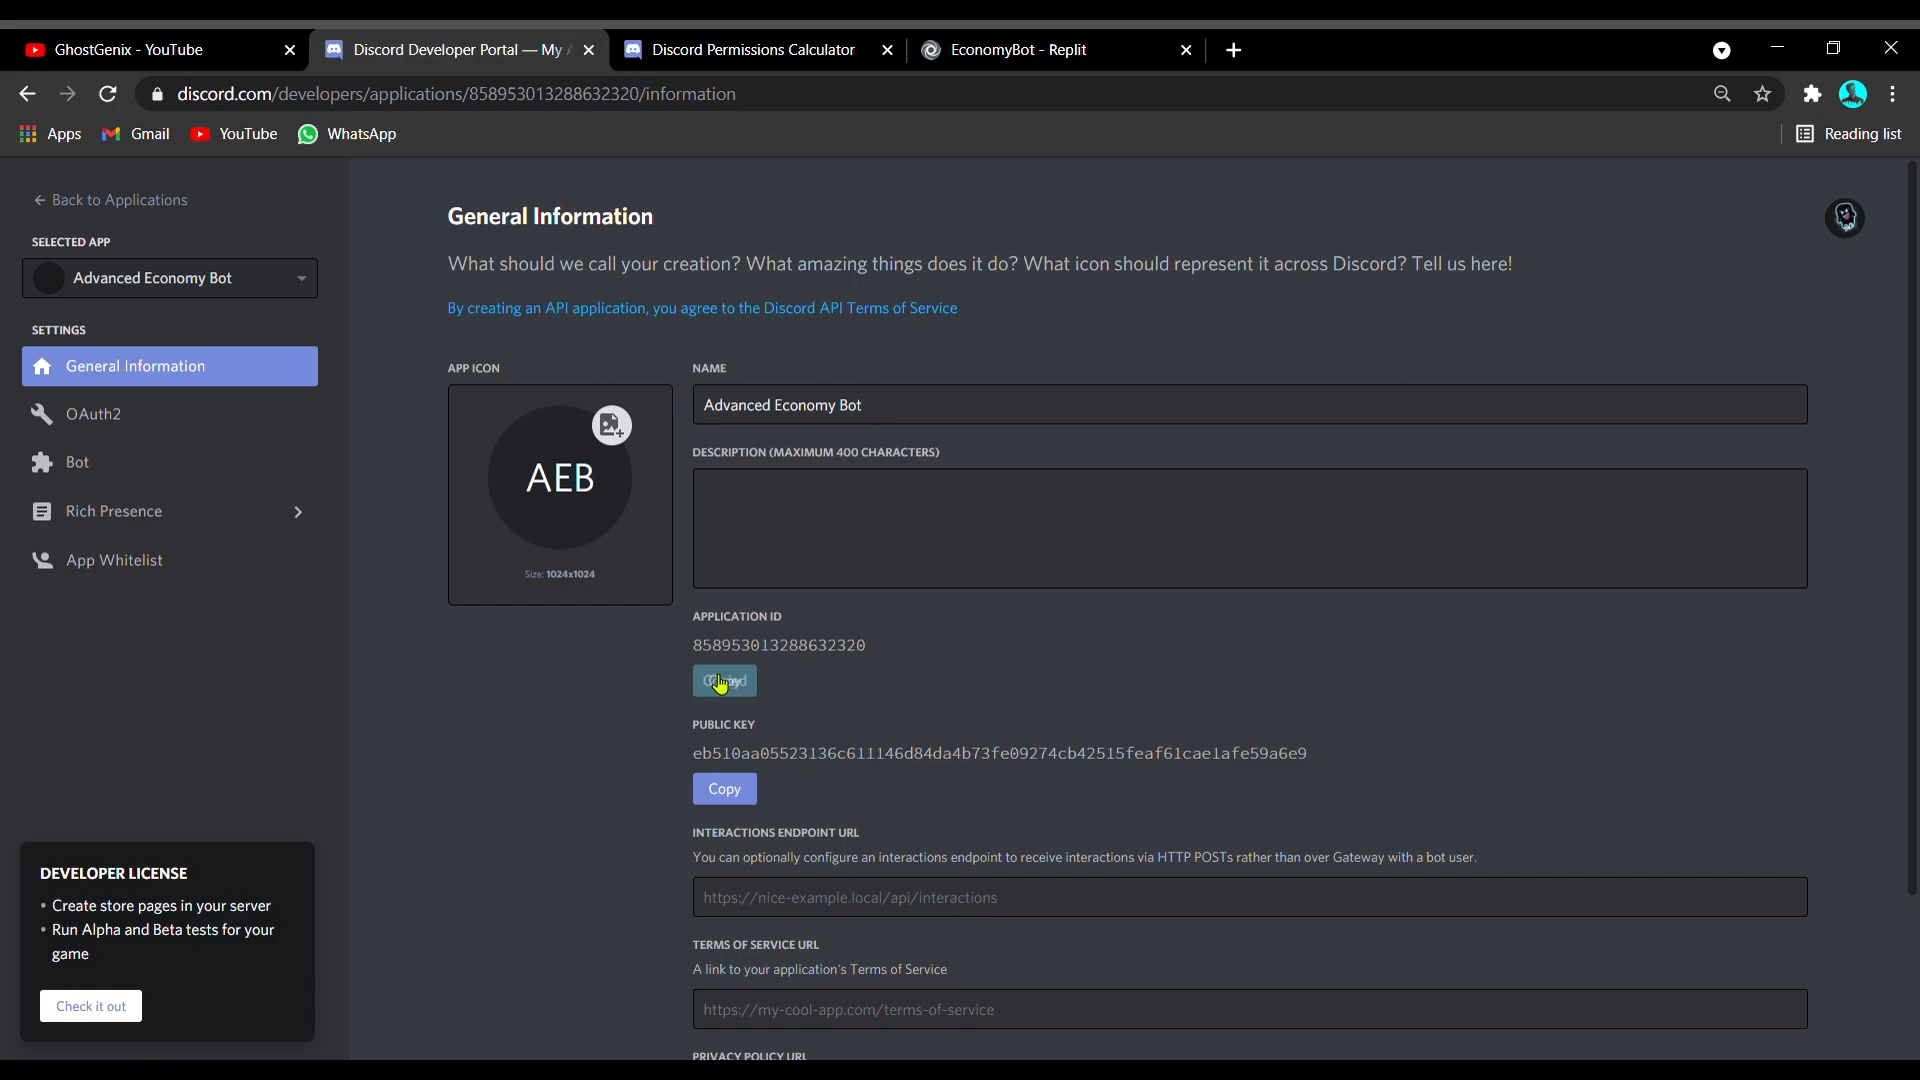 GhostGenix - YouTube
Discord Developer Portal — My A
Discord Permissions Calculator
EconomyBot - Replit
discord.com/developers/applications/858953013288632320/information
Apps
Gmail
YouTube
WhatsApp
Reading list
← Back to Applications
SELECTED APP
Advanced Economy Bot
SETTINGS
General Information
OAuth2
Bot
Rich Presence
App Whitelist
DEVELOPER LICENSE
• Create store pages in your server
• Run Alpha and Beta tests for your
game
Check it out
General Information
What should we call your creation? What amazing things does it do? What icon should represent it across Discord? Tell us here!
By creating an API application, you agree to the Discord API Terms of Service
APP ICON
AEB
Size: 1024x1024
NAME
Advanced Economy Bot
DESCRIPTION (MAXIMUM 400 CHARACTERS)
APPLICATION ID
858953013288632320
PUBLIC KEY
eb510aa05523136c611146d84da4b73fe09274cb42515feaf61cae1afe59a6e9
Copy
INTERACTIONS ENDPOINT URL
You can optionally configure an interactions endpoint to receive interactions via HTTP POSTs rather than over Gateway with a bot user.
https://nice-example.local/api/interactions
TERMS OF SERVICE URL
A link to your application's Terms of Service
https://my-cool-app.com/terms-of-service
PRIVACY POLICY URL